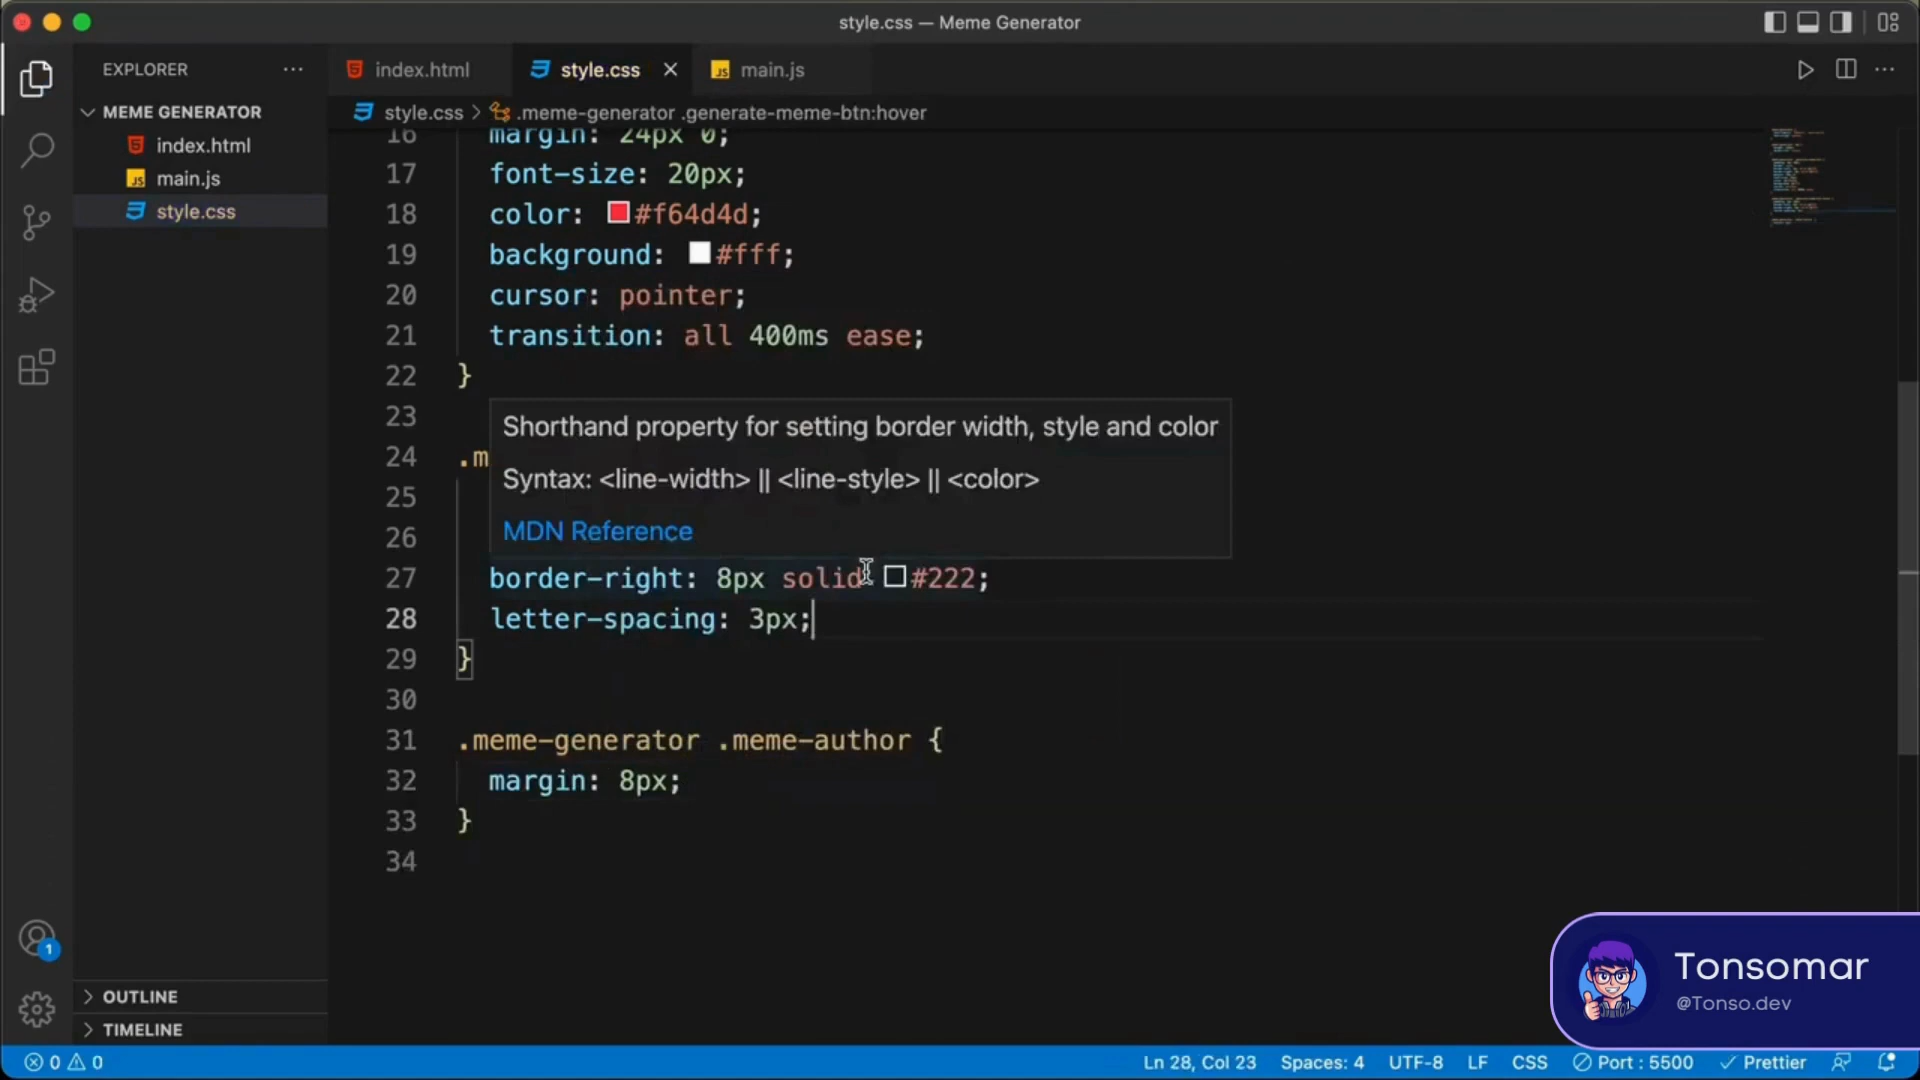 style.css — Meme Generator
EXPLORER
index.html
style.css
main.js
MEME GENERATOR
style.css > .meme-generator .generate-meme-btn:hover
index.html
main.js
style.css
16 margin: 24px 0;
17 font-size: 20px;
18 color: #f64d4d;
19 background: #fff;
20 cursor: pointer;
21 transition: all 400ms ease;
22 }
23
Shorthand property for setting border width, style and color
24 .m
Syntax: <line-width> || <line-style> || <color>
25
MDN Reference
26
27 border-right: 8px solid #222;
28 letter-spacing: 3px;
29 }
30
31 .meme-generator .meme-author {
32 margin: 8px;
33 }
34
1
OUTLINE
TIMELINE
Tonsomar
@Tonso.dev
0 0
Ln 28, Col 23
Spaces: 4
UTF-8
LF
CSS
Port : 5500
Prettier